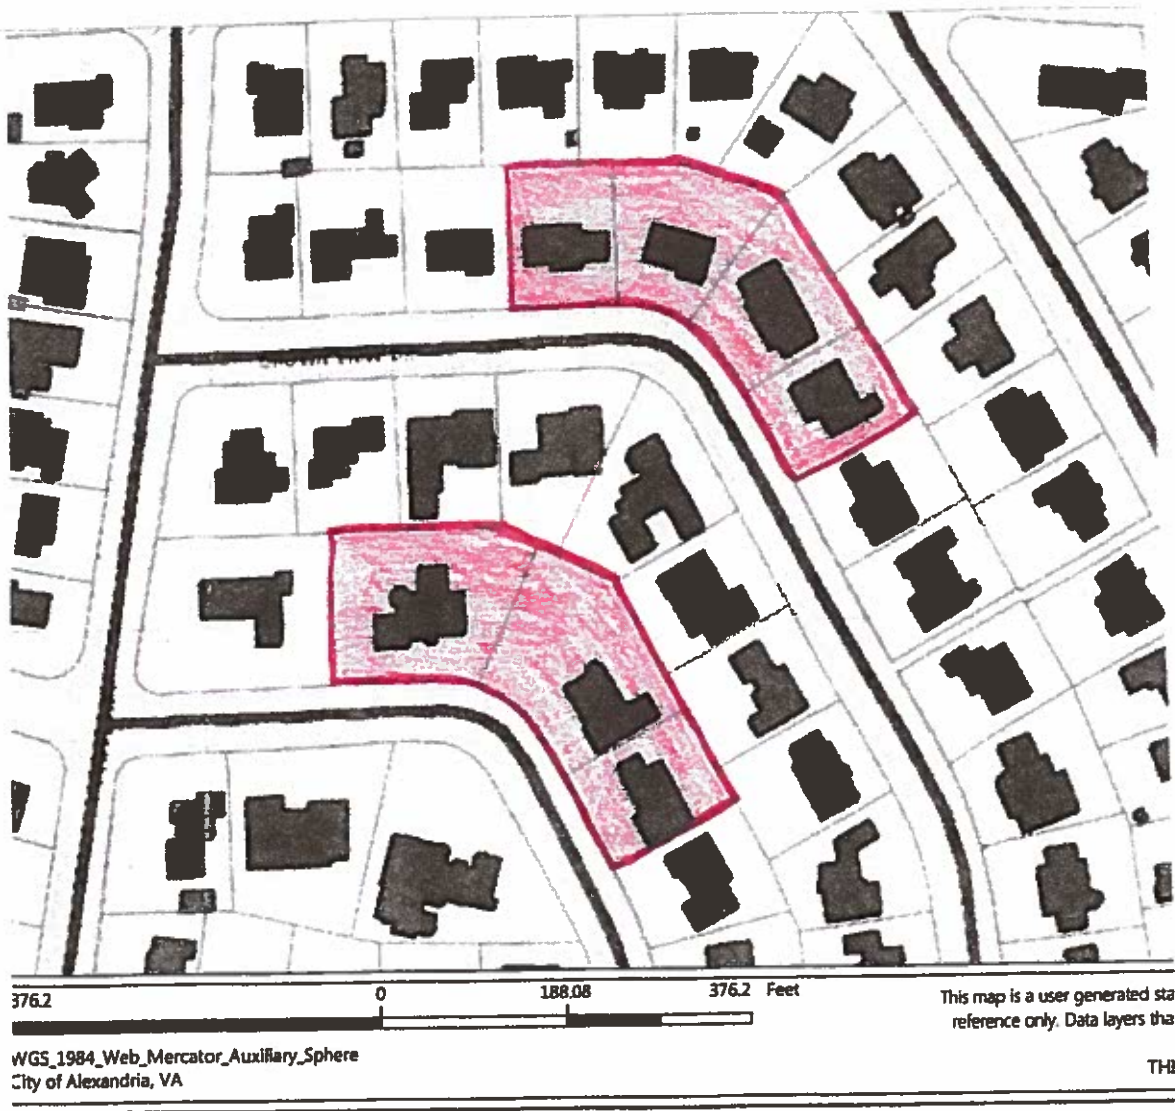 376.2
0
188.08
376.2 Feet
This map is a user generated sta
reference only. Data layers tha
WGS_1984_Web_Mercator_Auxiliary_Sphere
City of Alexandria, VA
THI